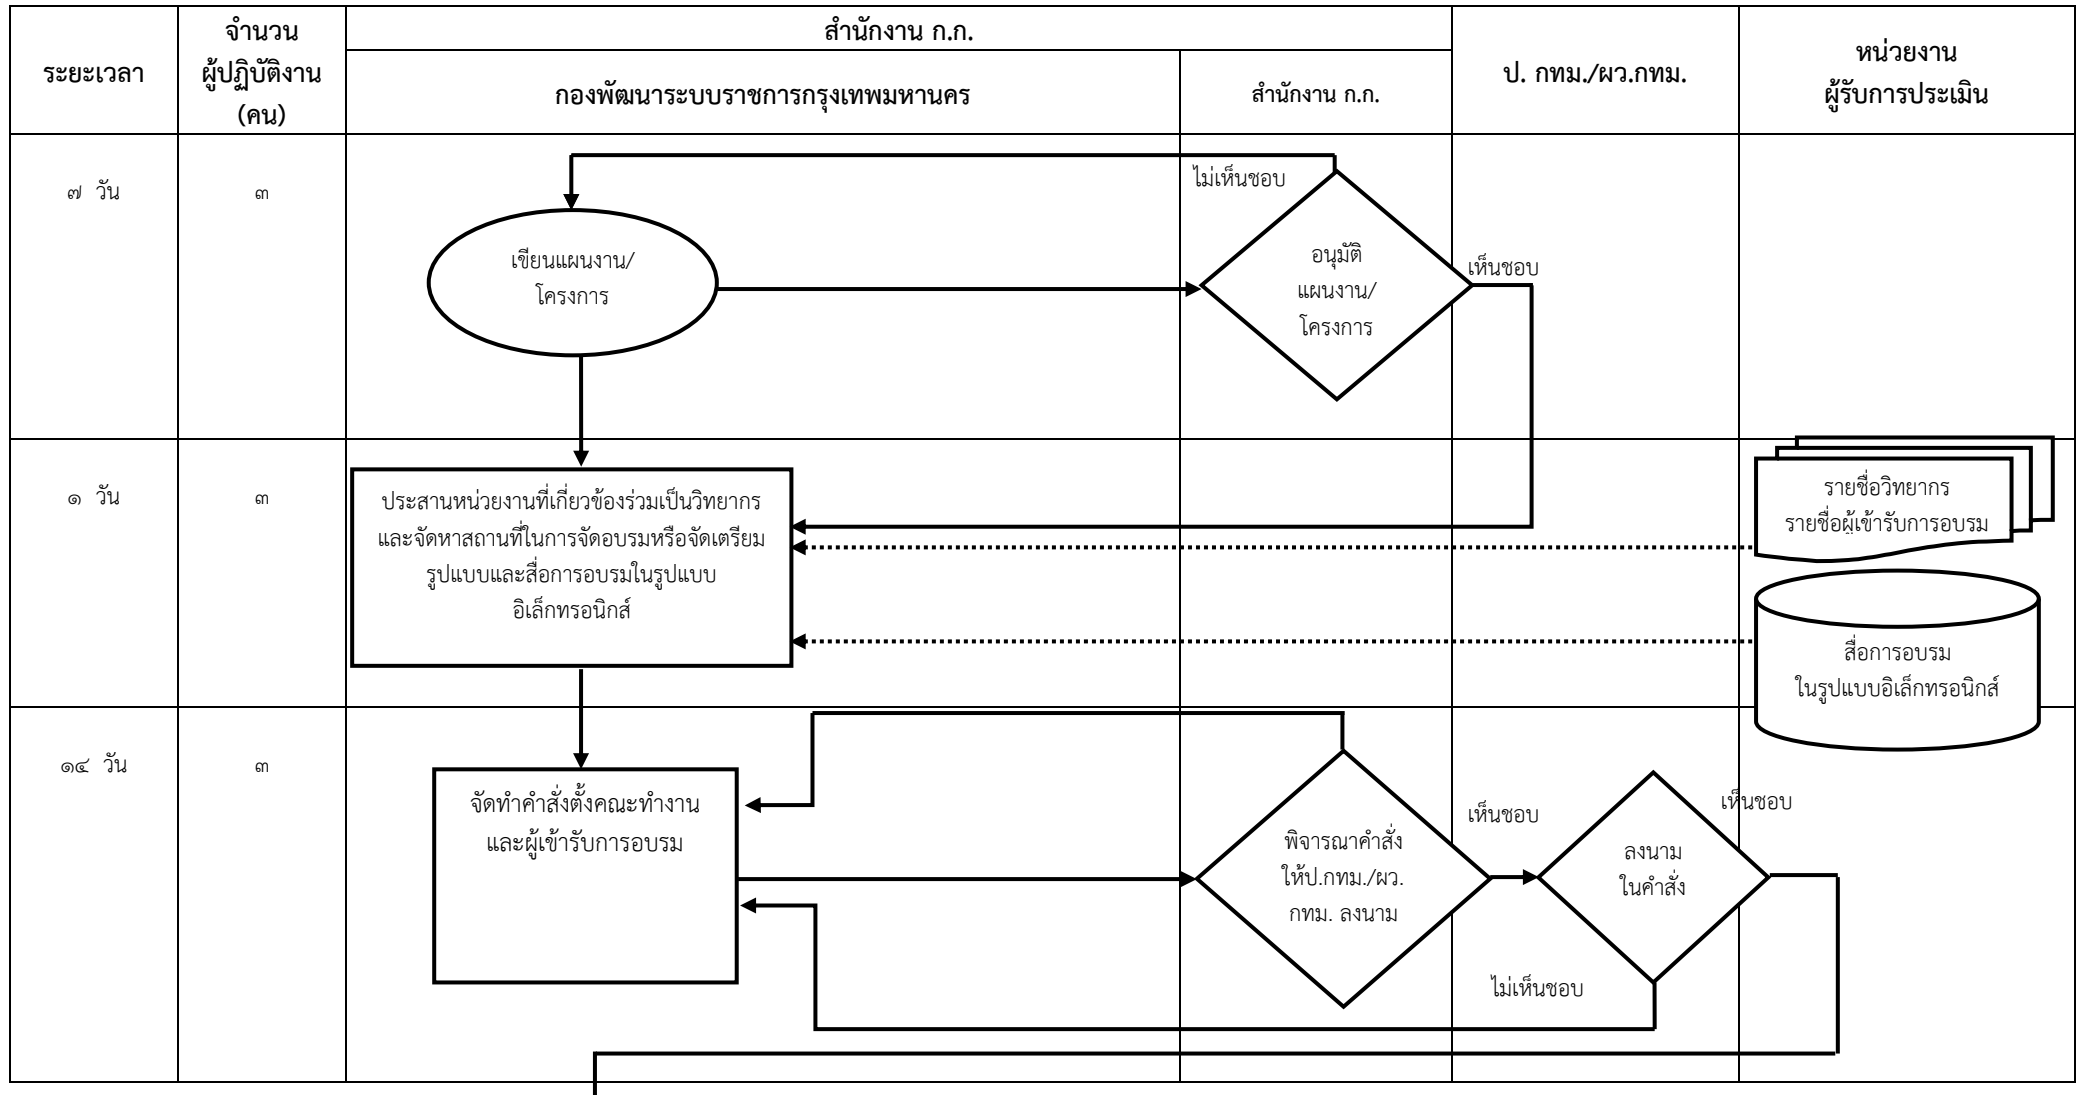 ระยะเวลา
จำนวน
ผู้ปฏิบัติงาน
(คน)
สำนักงาน ก.ก.
กองพัฒนาระบบราชการกรุงเทพมหานคร
สำนักงาน ก.ก.
ป. กทม./ผว.กทม.
หน่วยงาน
ผู้รับการประเมิน
๗ วัน
๓
เขียนแผนงาน/
โครงการ
ไม่เห็นชอบ
อนุมัติ
แผนงาน/
โครงการ
เห็นชอบ
๑ วัน
๓
ประสานหน่วยงานที่เกี่ยวข้องร่วมเป็นวิทยากร
และจัดหาสถานที่ในการจัดอบรมหรือจัดเตรียม
รูปแบบและสื่อการอบรมในรูปแบบ
อิเล็กทรอนิกส์
รายชื่อวิทยากร
รายชื่อผู้เข้ารับการอบรม
สื่อการอบรม
ในรูปแบบอิเล็กทรอนิกส์
๑๔ วัน
๓
จัดทำคำสั่งตั้งคณะทำงาน
และผู้เข้ารับการอบรม
พิจารณาคำสั่ง
ให้ป.กทม./ผว.
กทม. ลงนาม
เห็นชอบ
ลงนาม
ในคำสั่ง
เห็นชอบ
ไม่เห็นชอบ